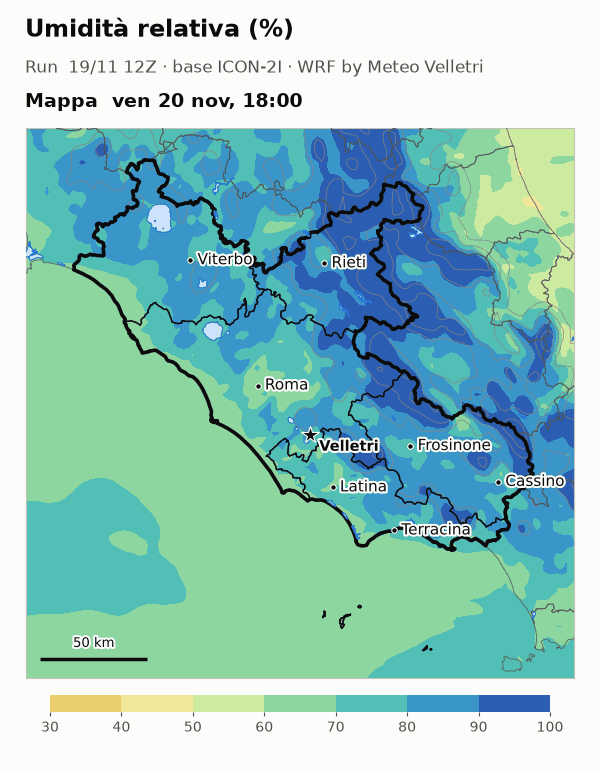 Umidità relativa (%)
Run  19/11 12Z · base ICON-2I · WRF by Meteo Velletri
Mappa  ven 20 nov, 18:00
Viterbo
Rieti
Roma
Velletri
Frosinone
Cassino
Latina
Terracina
50 km
30 40 50 60 70 80 90 100